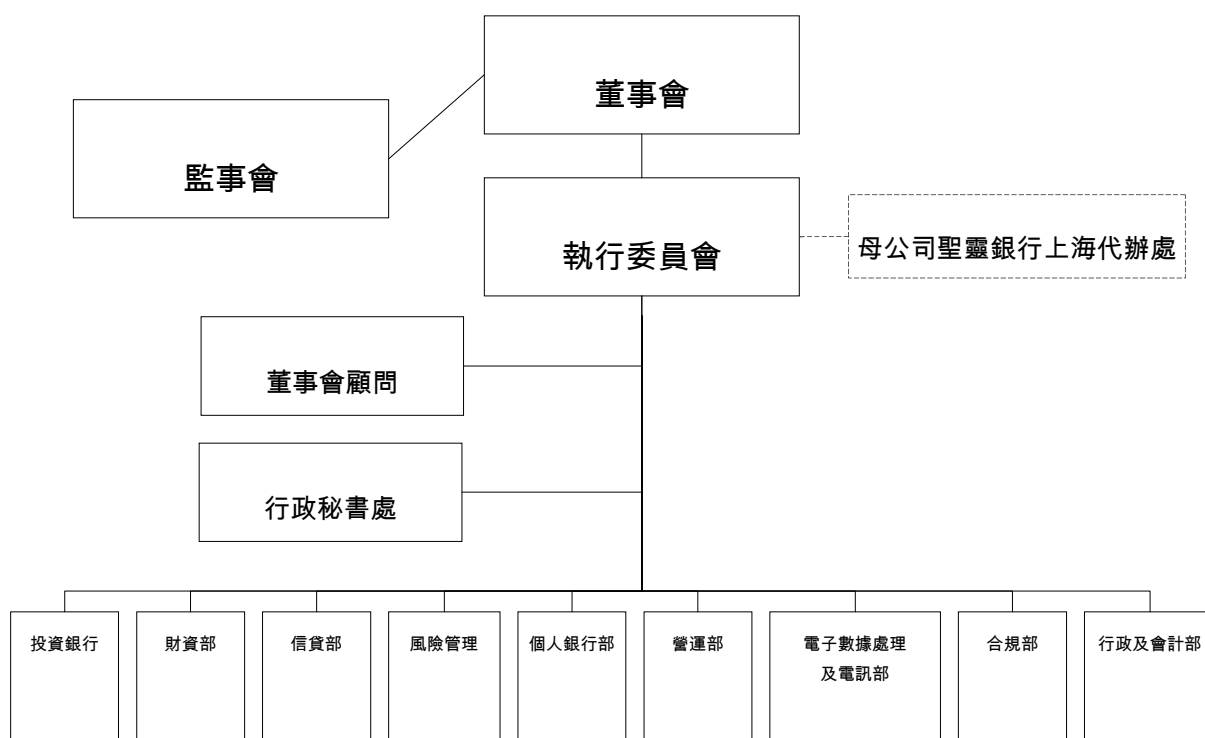 董事會
監事會
執行委員會
母公司聖靈銀行上海代辦處
董事會顧問
行政秘書處
投資銀行
財資部
信貸部
風險管理
個人銀行部
營運部
電子數據處理
及電訊部
合規部
行政及會計部